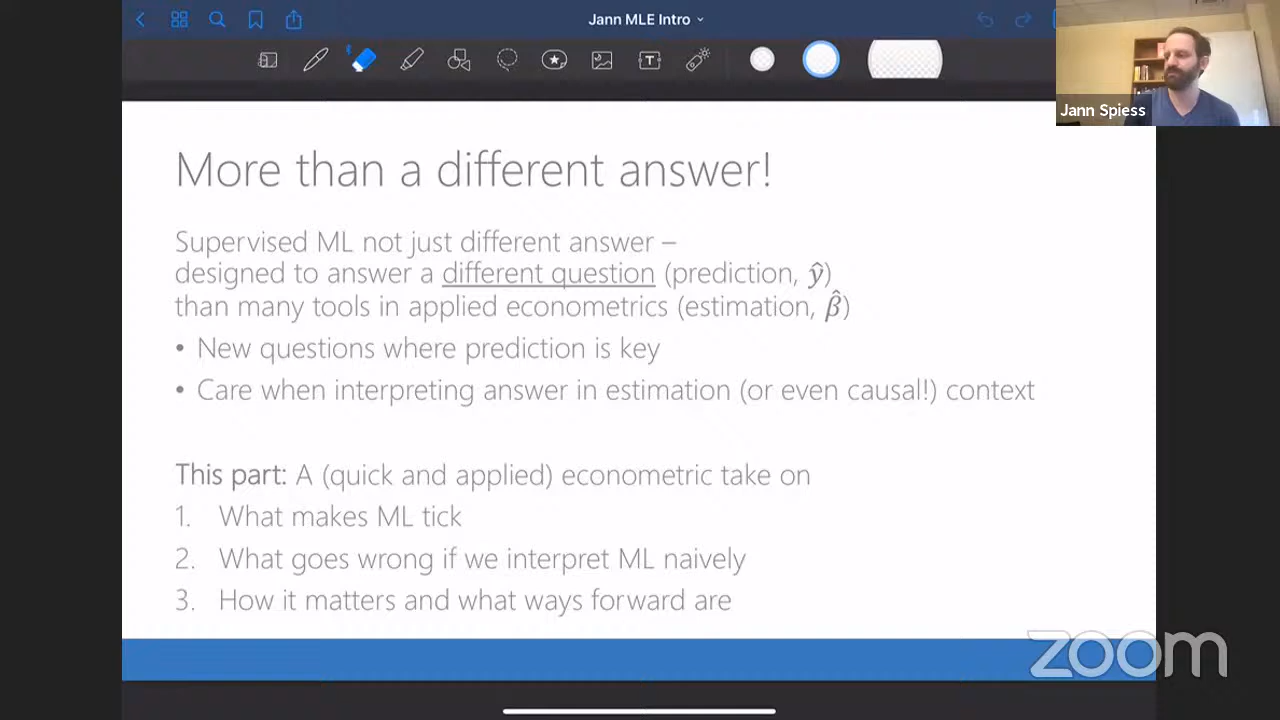 Jann MLE Intro
Jann Spiess
More than a different answer!
Supervised ML not just different answer –
designed to answer a different question (prediction, ŷ)
than many tools in applied econometrics (estimation, β̂)
• New questions where prediction is key
• Care when interpreting answer in estimation (or even causal!) context
This part: A (quick and applied) econometric take on
1. What makes ML tick
2. What goes wrong if we interpret ML naively
3. How it matters and what ways forward are
zoom